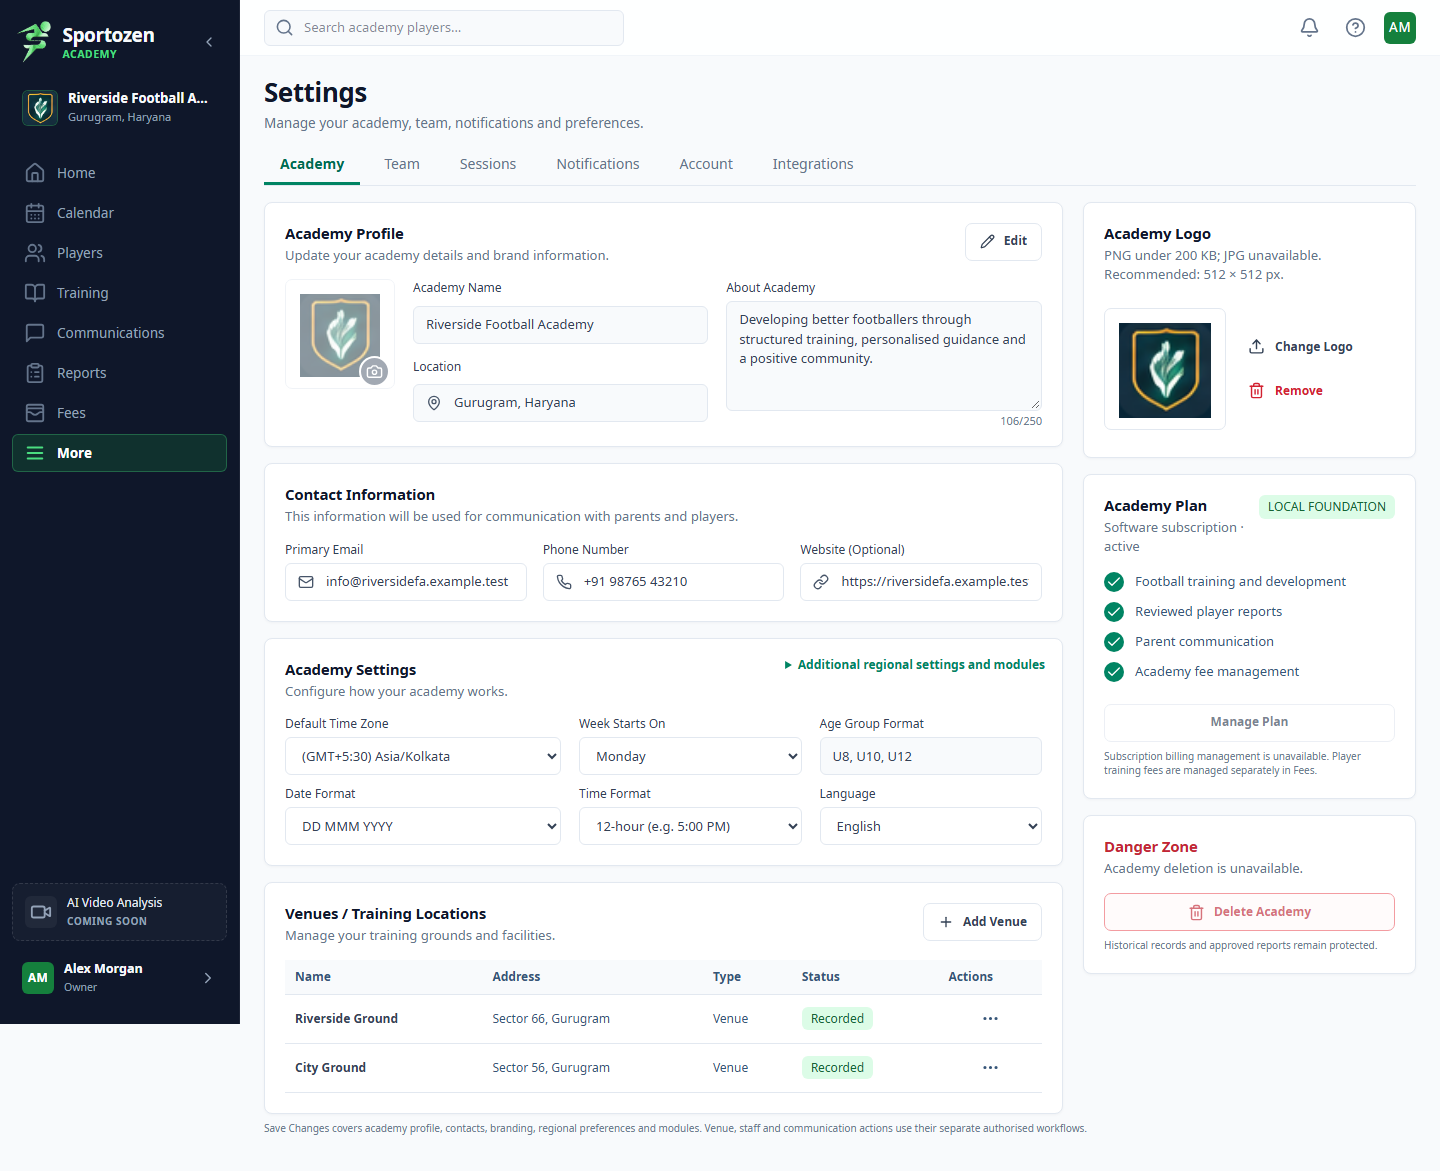 Sportozen
ACADEMY
Riverside Football A...
Gurugram, Haryana
Home
Calendar
Players
Training
Communications
Reports
Fees
More
AI Video Analysis
COMING SOON
AM
Alex Morgan
Owner
Search academy players...
AM
Settings
Manage your academy, team, notifications and preferences.
Academy
Team
Sessions
Notifications
Account
Integrations
Academy Profile
Update your academy details and brand information.
Edit
Academy Name
Riverside Football Academy
Location
Gurugram, Haryana
About Academy
Developing better footballers through
structured training, personalised guidance and
a positive community.
106/250
Contact Information
This information will be used for communication with parents and players.
Primary Email
info@riversidefa.example.test
Phone Number
+91 98765 43210
Website (Optional)
https://riversidefa.example.tes
Academy Settings
Configure how your academy works.
Additional regional settings and modules
Default Time Zone
(GMT+5:30) Asia/Kolkata
Week Starts On
Monday
Age Group Format
U8, U10, U12
Date Format
DD MMM YYYY
Time Format
12-hour (e.g. 5:00 PM)
Language
English
Venues / Training Locations
Manage your training grounds and facilities.
Add Venue
Name Address Type Status Actions
Riverside Ground Sector 66, Gurugram Venue Recorded
City Ground Sector 56, Gurugram Venue Recorded
Save Changes covers academy profile, contacts, branding, regional preferences and modules. Venue, staff and communication actions use their separate authorised workflows.
Academy Logo
PNG under 200 KB; JPG unavailable.
Recommended: 512 × 512 px.
Change Logo
Remove
Academy Plan
LOCAL FOUNDATION
Software subscription ·
active
Football training and development
Reviewed player reports
Parent communication
Academy fee management
Manage Plan
Subscription billing management is unavailable. Player
training fees are managed separately in Fees.
Danger Zone
Academy deletion is unavailable.
Delete Academy
Historical records and approved reports remain protected.